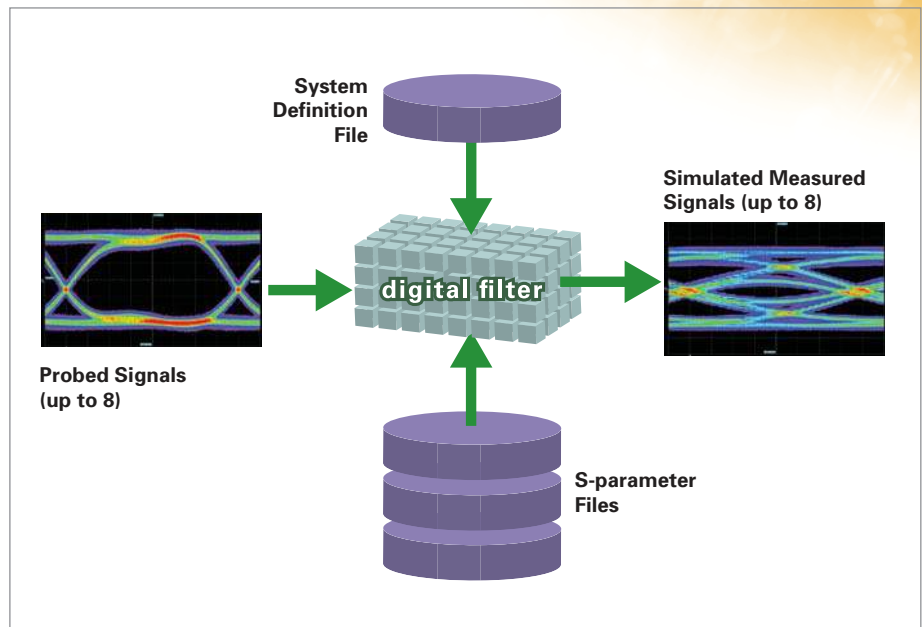 System
Definition
File
Simulated Measured
Signals (up to 8)
digital filter
Probed Signals
(up to 8)
S-parameter
Files